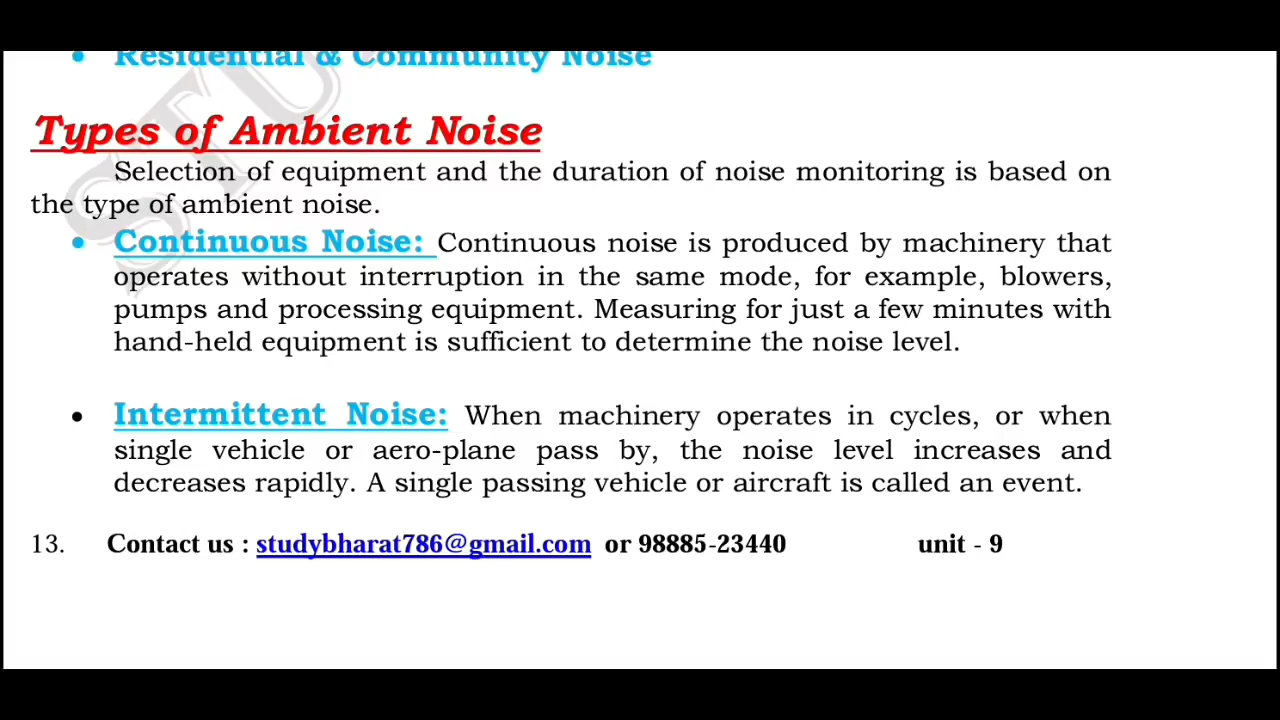 • Residential & Community Noise
Types of Ambient Noise
Selection of equipment and the duration of noise monitoring is based on
the type of ambient noise.
• Continuous Noise: Continuous noise is produced by machinery that
operates without interruption in the same mode, for example, blowers,
pumps and processing equipment. Measuring for just a few minutes with
hand-held equipment is sufficient to determine the noise level.
• Intermittent Noise: When machinery operates in cycles, or when
single vehicle or aero-plane pass by, the noise level increases and
decreases rapidly. A single passing vehicle or aircraft is called an event.
13. Contact us : studybharat786@gmail.com or 98885-23440 unit - 9
STU